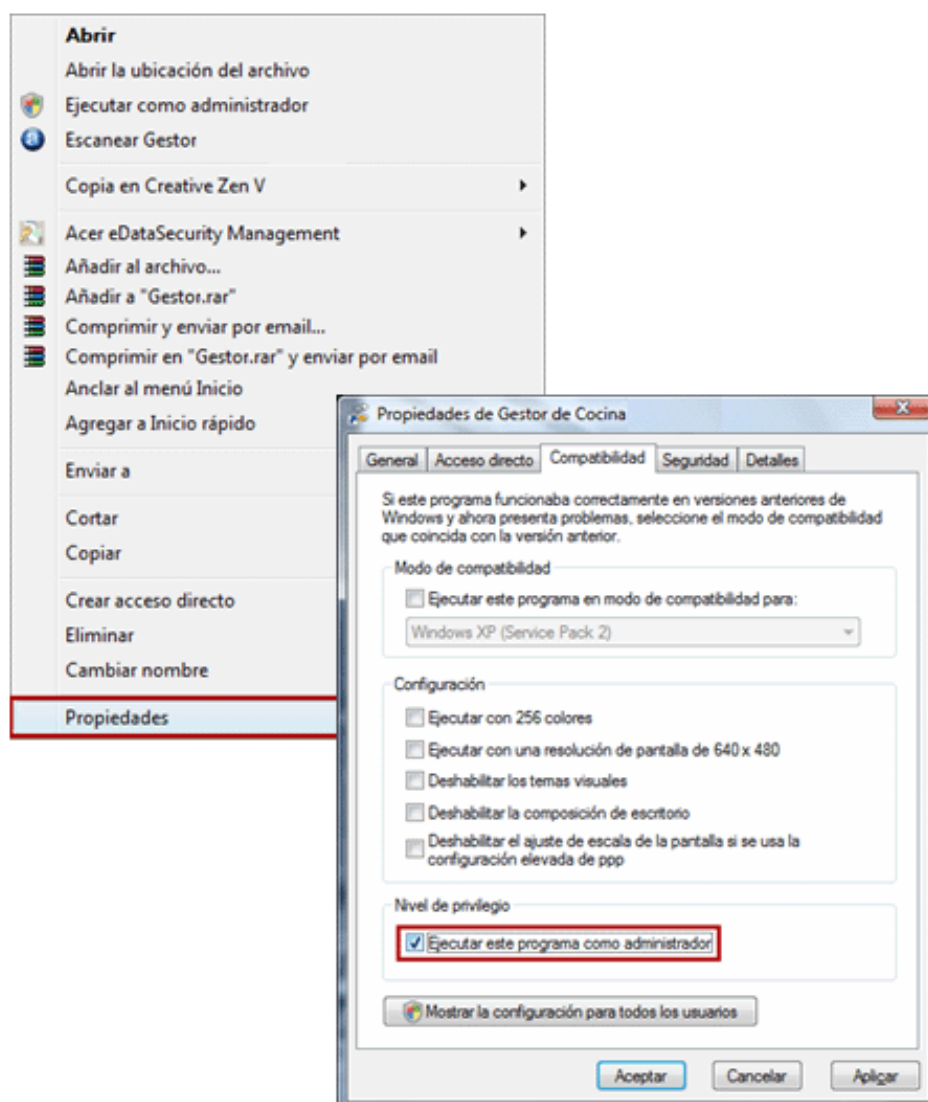 Abrir
Abrir la ubicación del archivo
Ejecutar como administrador
Escanear Gestor
Copia en Creative Zen V
Acer eDataSecurity Management
Añadir al archivo...
Añadir a "Gestor.rar"
Comprimir y enviar por email...
Comprimir en "Gestor.rar" y enviar por email
Anclar al menú Inicio
Agregar a Inicio rápido
Enviar a
Cortar
Copiar
Crear acceso directo
Eliminar
Cambiar nombre
Propiedades
Propiedades de Gestor de Cocina
General Acceso directo Compatibilidad Seguridad Detalles
Si este programa funcionaba correctamente en versiones anteriores de
Windows y ahora presenta problemas, seleccione el modo de compatibilidad
que coincida con la versión anterior.
Modo de compatibilidad
Ejecutar este programa en modo de compatibilidad para:
Windows XP (Service Pack 2)
Configuración
Ejecutar con 256 colores
Ejecutar con una resolución de pantalla de 640 x 480
Deshabilitar los temas visuales
Deshabilitar la composición de escritorio
Deshabilitar el ajuste de escala de la pantalla si se usa la
configuración elevada de ppp
Nivel de privilegio
Ejecutar este programa como administrador
Mostrar la configuración para todos los usuarios
Aceptar Cancelar Aplicar